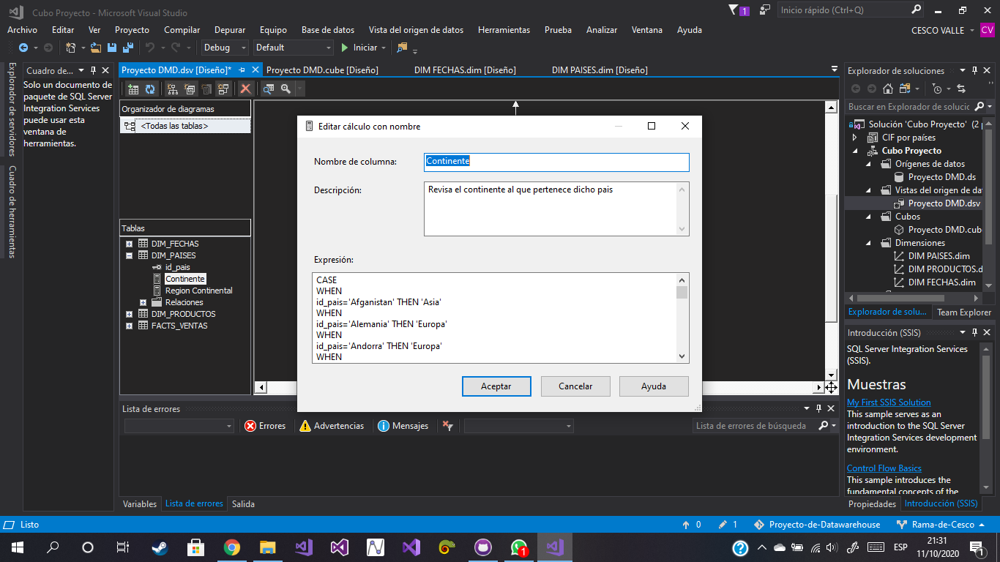 Cubo Proyecto - Microsoft Visual Studio
1
Inicio rápido (Ctrl+Q)
Archivo Editar Ver Proyecto Compilar Depurar Equipo Base de datos Vista del origen de datos Herramientas Prueba Analizar Ventana Ayuda
CESCO VALLE
CV
Debug
Default
Iniciar
Explorador de servidores
Cuadro de herramientas
Cuadro de...
Solo un documento de
paquete de SQL Server
Integration Services
puede usar esta
ventana de
herramientas.
Proyecto DMD.dsv [Diseño]*
Proyecto DMD.cube [Diseño]
DIM FECHAS.dim [Diseño]
DIM PAISES.dim [Diseño]
Organizador de diagramas
<Todas las tablas>
Tablas
DIM_FECHAS
DIM_PAISES
id_pais
Continente
Region Continental
Relaciones
DIM_PRODUCTOS
FACTS_VENTAS
Editar cálculo con nombre
Nombre de columna:
Continente
Descripción:
Revisa el continente al que pertenece dicho pais
Expresión:
CASE
WHEN
id_pais='Afganistan' THEN 'Asia'
WHEN
id_pais='Alemania' THEN 'Europa'
WHEN
id_pais='Andorra' THEN 'Europa'
WHEN
Aceptar
Cancelar
Ayuda
Lista de errores
Errores
Advertencias
Mensajes
Lista de errores de búsqueda
Variables
Lista de errores
Salida
Explorador de soluciones
Buscar en Explorador de solucic
Solución 'Cubo Proyecto' (2
CIF por países
Cubo Proyecto
Orígenes de datos
Proyecto DMD.ds
Vistas del origen de da
Proyecto DMD.dsv
Cubos
Proyecto DMD.cub
Dimensiones
DIM PAISES.dim
DIM PRODUCTOS.d
DIM FECHAS.dim
Explorador de solu...
Team Explorer
Introducción (SSIS)
SQL Server Integration Services
(SSIS).
Muestras
My First SSIS Solution
This sample serves as an
introduction to the SQL Server
Integration Services development
environment.
Control Flow Basics
This sample introduces the
fundamental concepts of the
Propiedades
Introducción (SSIS)
Listo
0
1
Proyecto-de-Datawarehouse
Rama-de-Cesco
1
ESP
21:31
11/10/2020
1